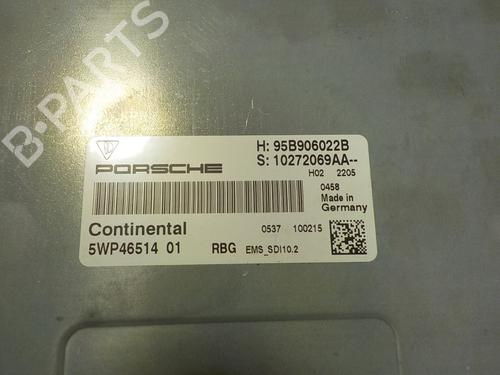 B-PARTS
H: 95B906022B
PORSCHE
S: 10272069AA--
H02 2205
0458
Made in
Germany
Continental
0537 100215
5WP46514 01 RBG EMS_SDI10.2